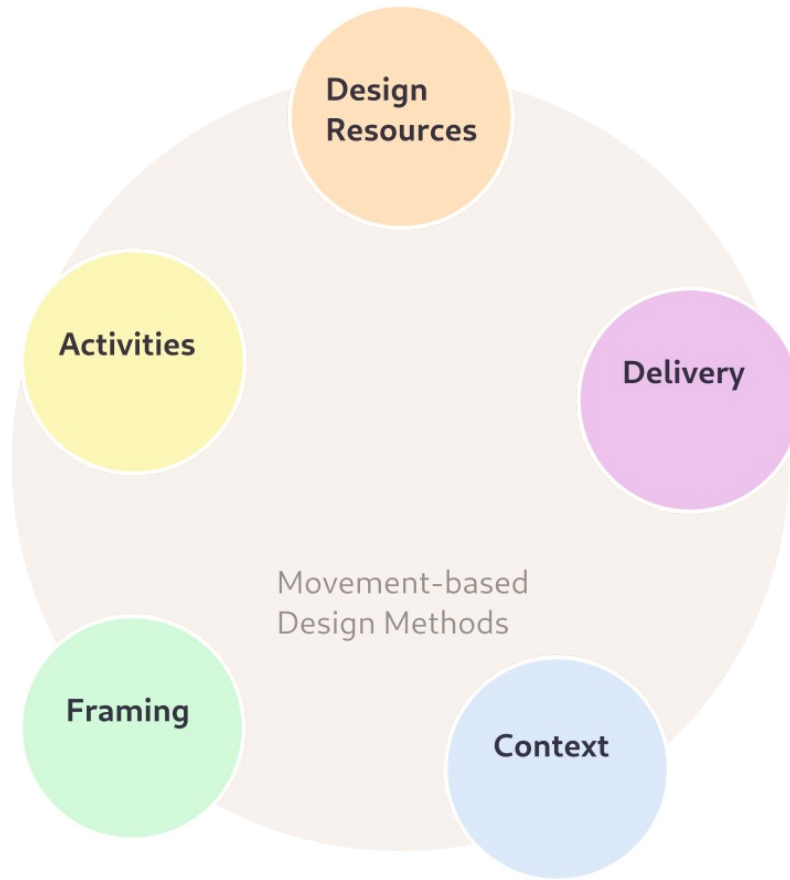 Design
Resources
Activities
Delivery
Movement-based
Design Methods
Framing
Context